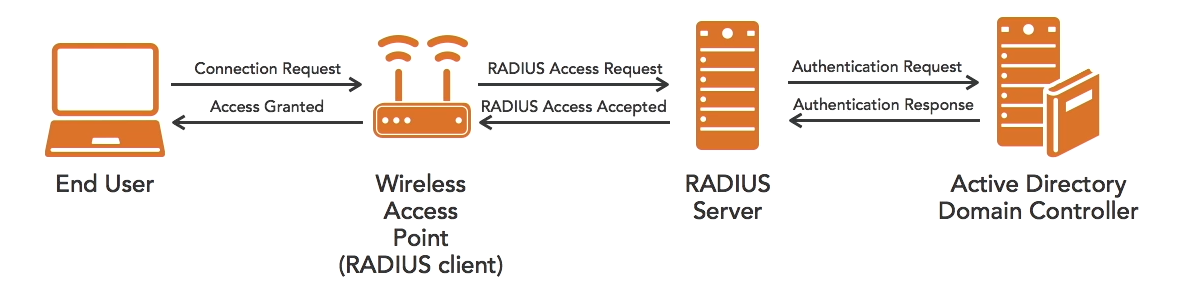 Connection Request
Access Granted
RADIUS Access Request
RADIUS Access Accepted
Authentication Request
Authentication Response
End User
Wireless
Access
Point
(RADIUS client)
RADIUS
Server
Active Directory
Domain Controller